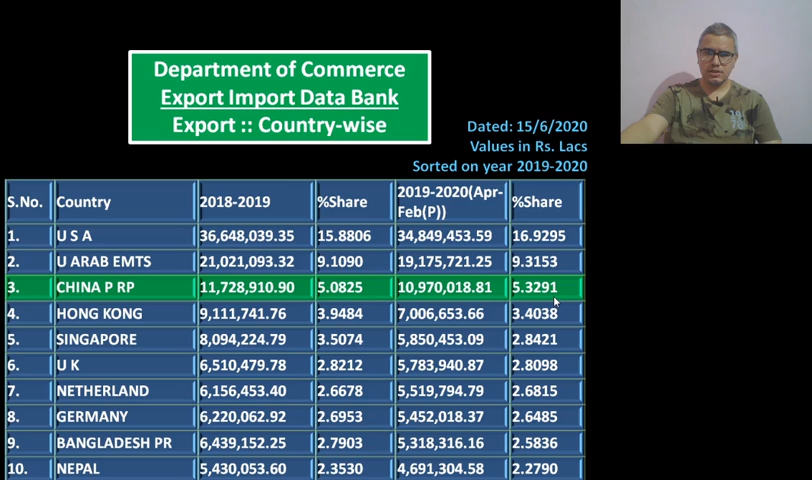 Department of Commerce
Export Import Data Bank
Export :: Country-wise
Dated: 15/6/2020
Values in Rs. Lacs
Sorted on year 2019-2020
S.No. Country 2018-2019 %Share 2019-2020(Apr-Feb(P)) %Share
1. U S A 36,648,039.35 15.8806 34,849,453.59 16.9295
2. U ARAB EMTS 21,021,093.32 9.1090 19,175,721.25 9.3153
3. CHINA P RP 11,728,910.90 5.0825 10,970,018.81 5.3291
4. HONG KONG 9,111,741.76 3.9484 7,006,653.66 3.4038
5. SINGAPORE 8,094,224.79 3.5074 5,850,453.09 2.8421
6. U K 6,510,479.78 2.8212 5,783,940.87 2.8098
7. NETHERLAND 6,156,453.40 2.6678 5,519,794.79 2.6815
8. GERMANY 6,220,062.92 2.6953 5,452,018.37 2.6485
9. BANGLADESH PR 6,439,152.25 2.7903 5,318,316.16 2.5836
10. NEPAL 5,430,053.60 2.3530 4,691,304.58 2.2790